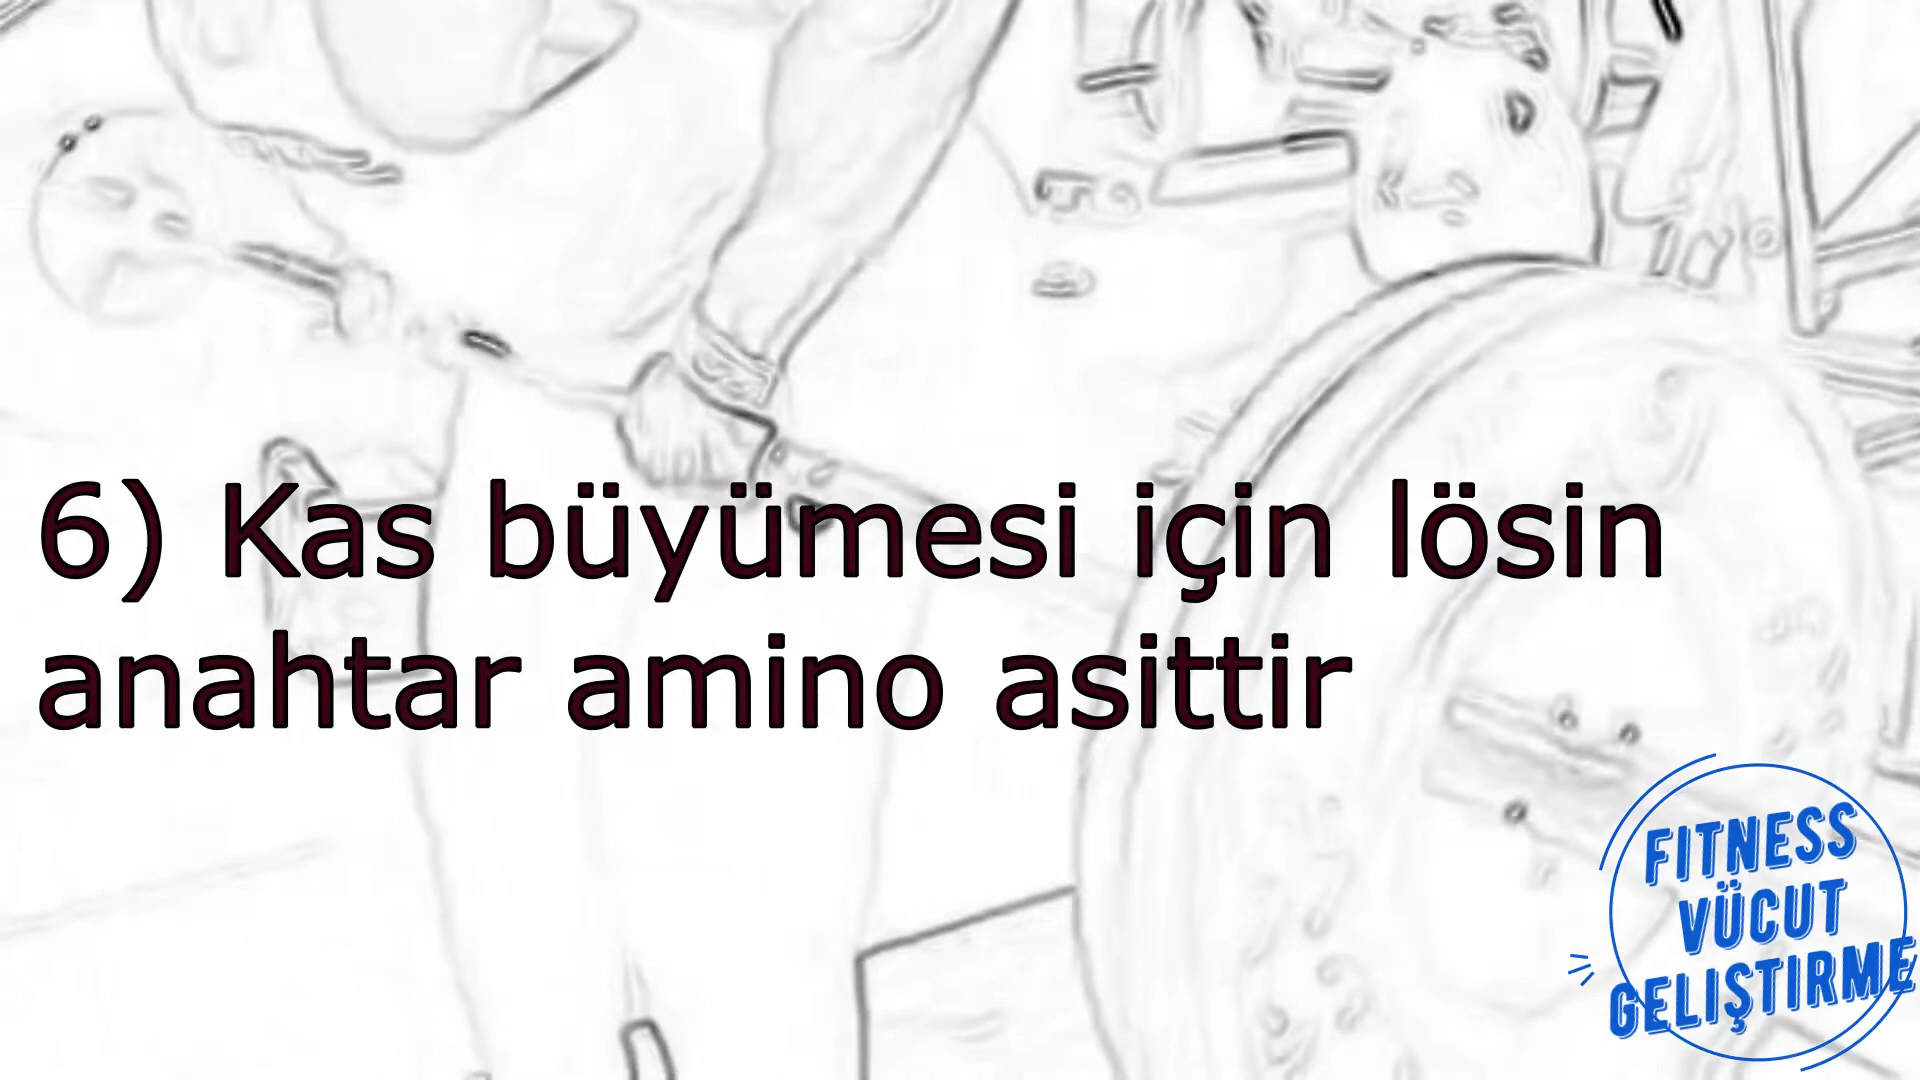 6) Kas büyümesi için lösin
anahtar amino asittir
FITNESS
VÜCUT
GELIŞTIRME